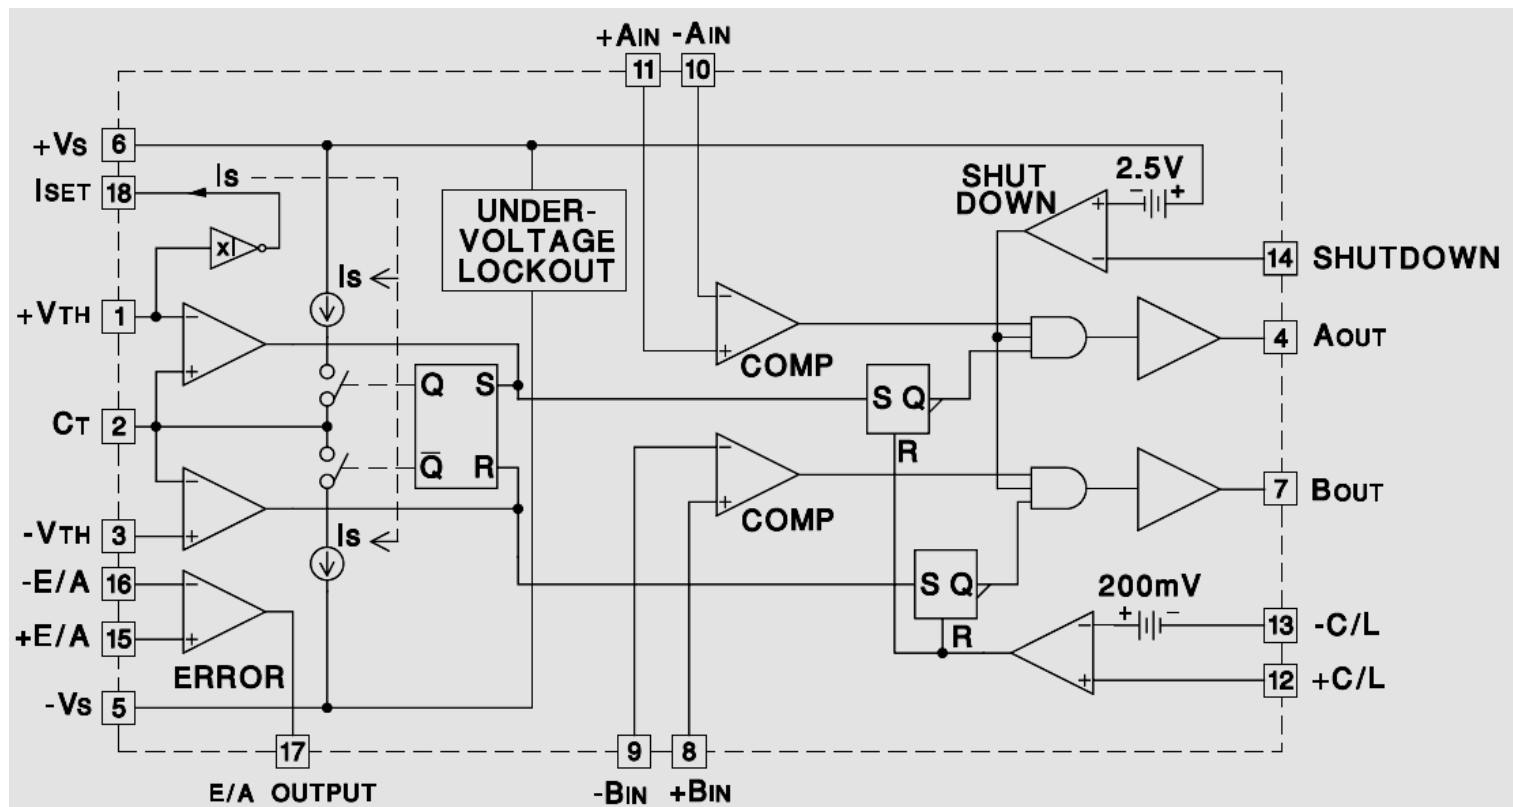 +AIN -AIN
11 10
+VS 6
ISET 18 IS
2.5V
- +
SHUT
DOWN
+
-
UNDER-
VOLTAGE
LOCKOUT
xI
14 SHUTDOWN
IS
+VTH 1
-
+
-
+
COMP
4 AOUT
Q S
S Q
R
CT 2
Q̅ R
-
+
-
+
COMP
7 BOUT
-VTH 3
IS
-E/A 16
-
+
+E/A 15
ERROR
S Q
R
200mV
+ -
-
+
13 -C/L
12 +C/L
-VS 5
17
E/A OUTPUT
9 8
-BIN +BIN